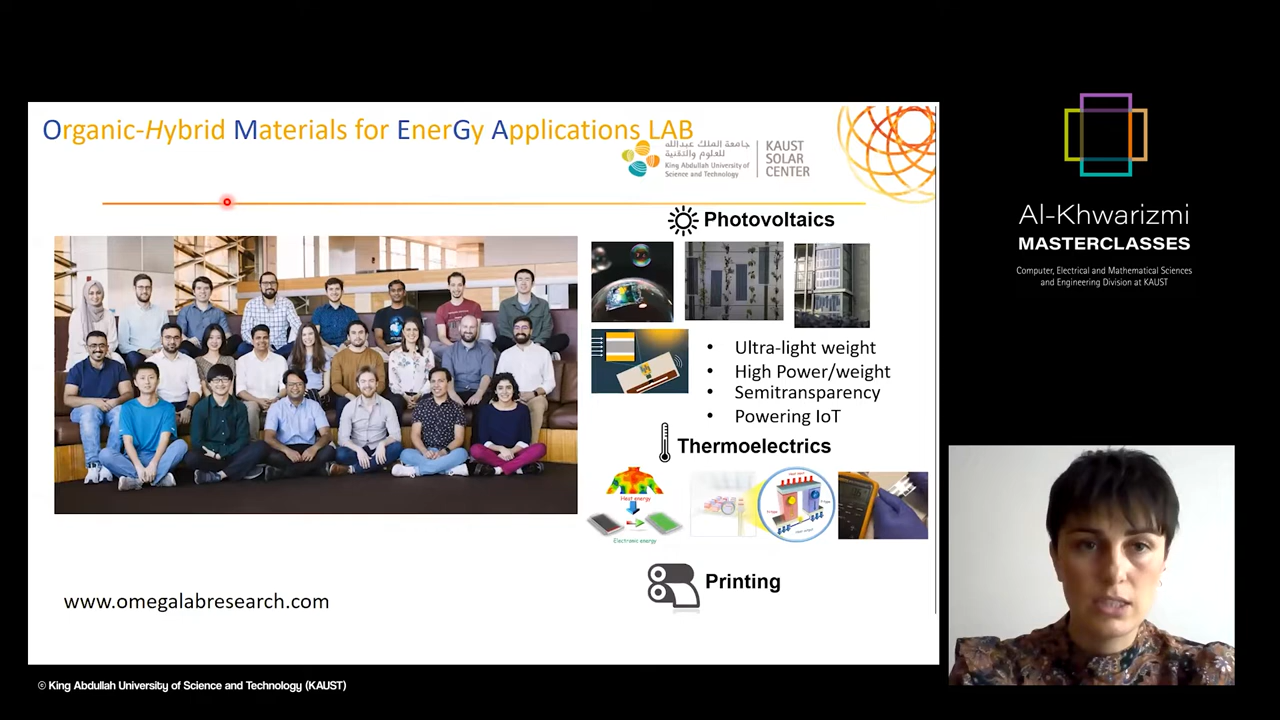 Organic-Hybrid Materials for EnerGy Applications LAB
جامعة الملك عبدالله
للعلوم والتقنية
King Abdullah University of
Science and Technology
KAUST
SOLAR
CENTER
Photovoltaics
• Ultra-light weight
• High Power/weight
• Semitransparency
• Powering IoT
Thermoelectrics
Heat energy
Electronic energy
Printing
www.omegalabresearch.com
Al-Khwarizmi
MASTERCLASSES
Computer, Electrical and Mathematical Sciences
and Engineering Division at KAUST
© King Abdullah University of Science and Technology (KAUST)